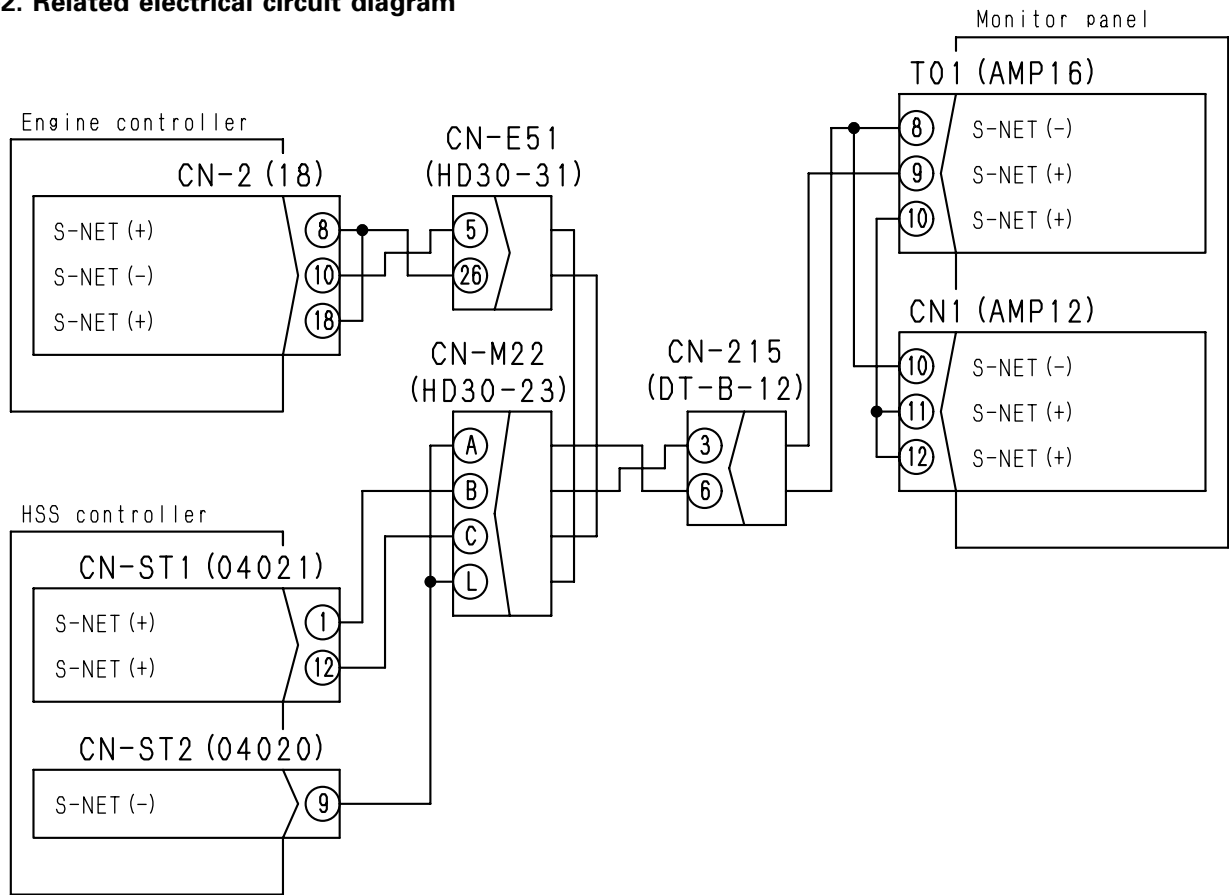 2. Related electrical circuit diagram
Monitor panel
T01 (AMP16)
8 S-NET (-)
9 S-NET (+)
10 S-NET (+)
CN1 (AMP12)
10 S-NET (-)
11 S-NET (+)
12 S-NET (+)
Engine controller
CN-2 (18)
S-NET (+) 8
S-NET (-) 10
S-NET (+) 18
CN-E51
(HD30-31)
5
26
CN-M22
(HD30-23)
A
B
C
L
CN-215
(DT-B-12)
3
6
HSS controller
CN-ST1 (04021)
S-NET (+) 1
S-NET (+) 12
CN-ST2 (04020)
S-NET (-) 9